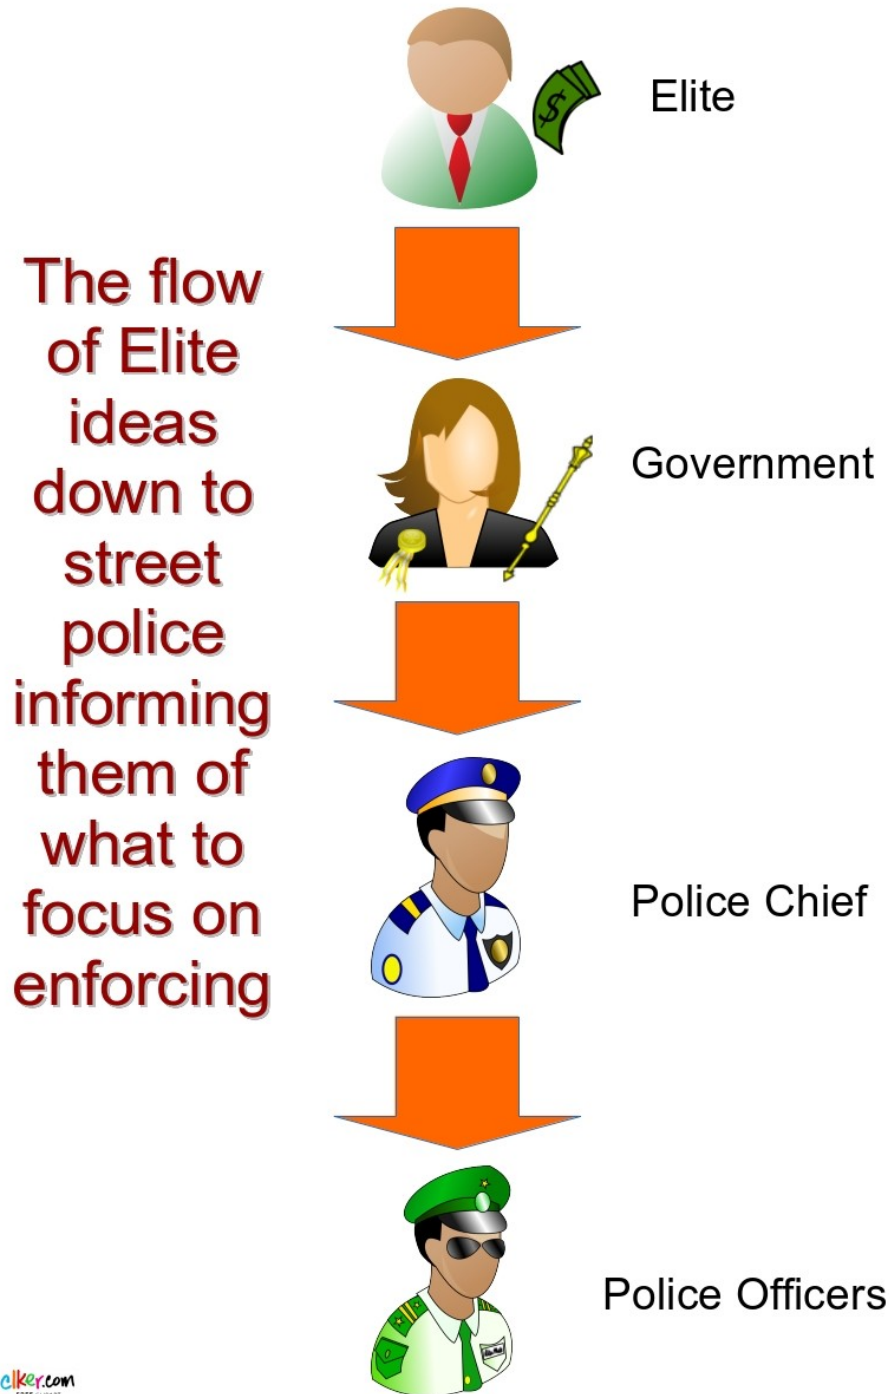 Elite
The flow
of Elite
ideas
down to
street
police
informing
them of
what to
focus on
enforcing
Government
Police Chief
Police Officers
clker.com